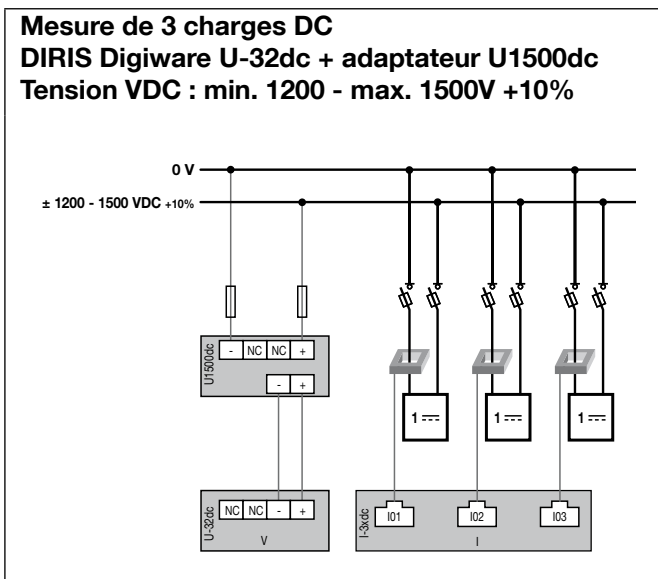 Mesure de 3 charges DC
DIRIS Digiware U-32dc + adaptateur U1500dc
Tension VDC : min. 1200 - max. 1500V +10%
0 V
± 1200 - 1500 VDC +10%
U1500dc
- NC NC +
- +
1 1 1
U-32dc
NC NC - +
V
I-3xdc
I01 I02 I03
I